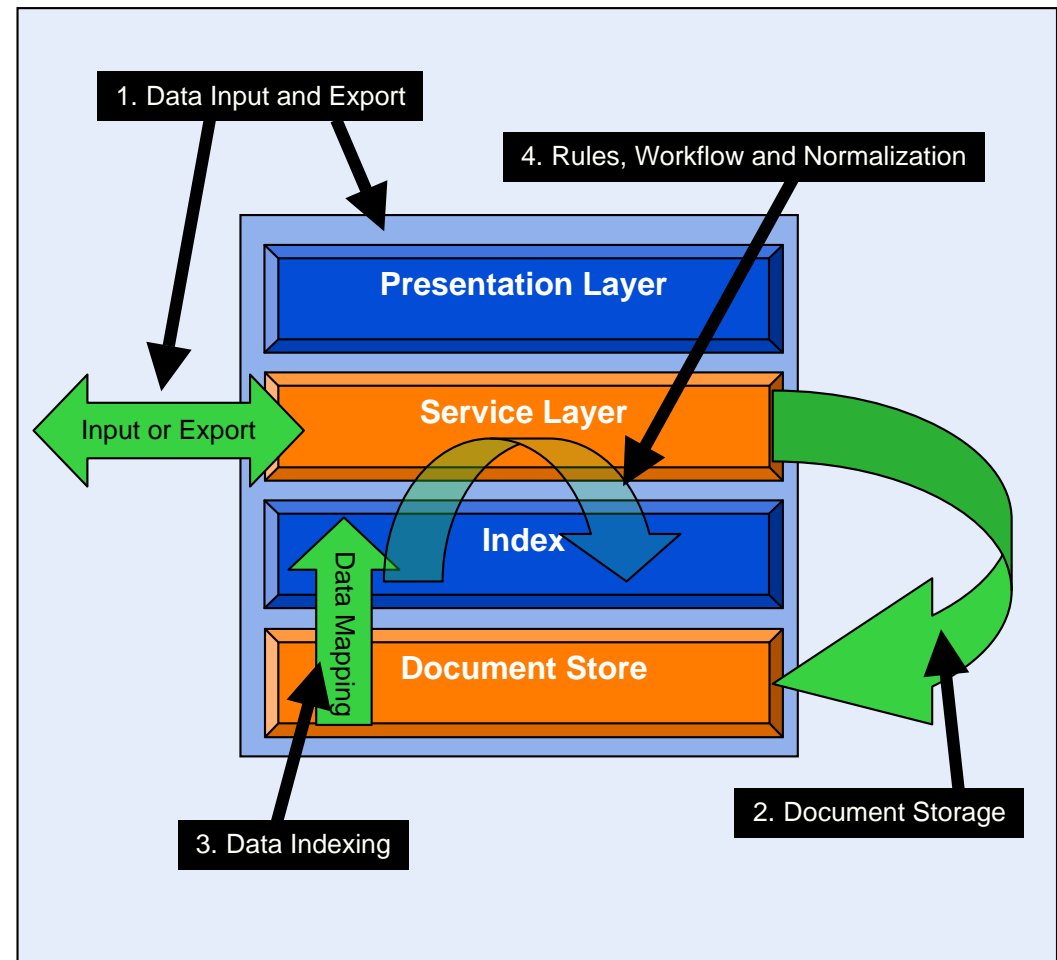 1. Data Input and Export
4. Rules, Workflow and Normalization
Presentation Layer
Service Layer
Input or Export
Index
Data Mapping
Document Store
2. Document Storage
3. Data Indexing